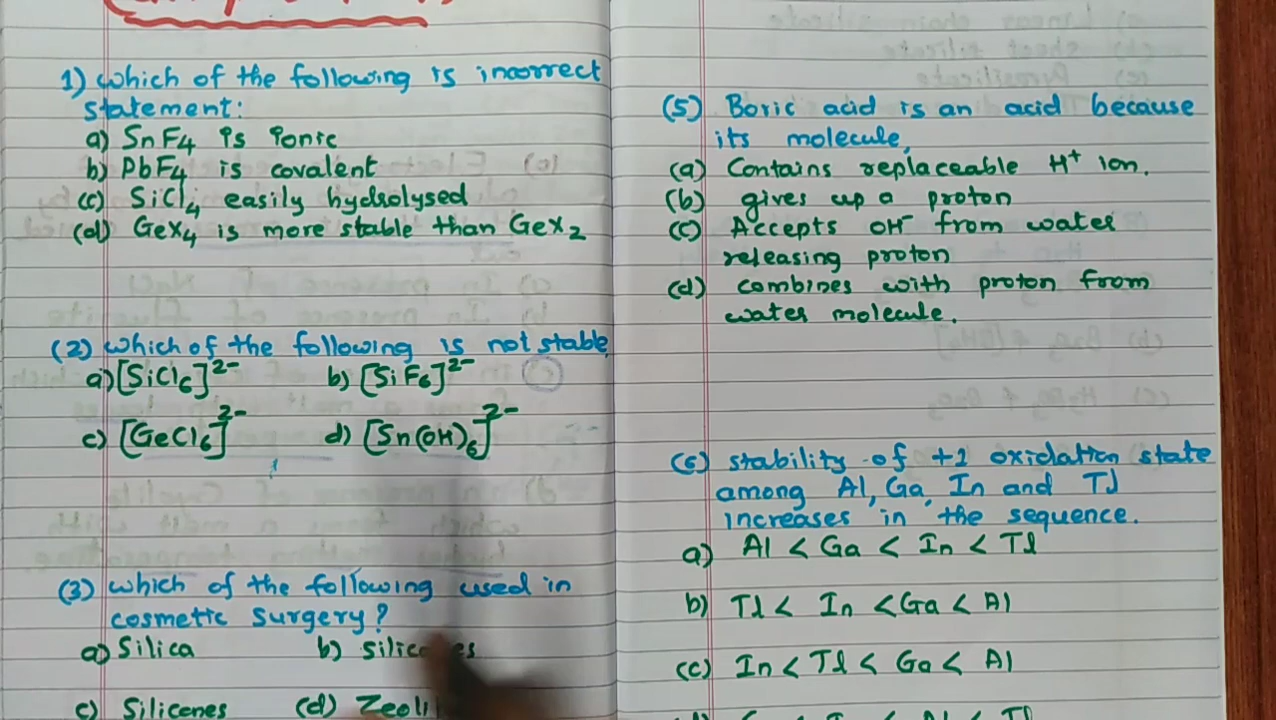 1) which of the following is incorrect
statement:
a) SnF4 is ionic
b) PbF4 is covalent
(c) SiCl4 easily hydrolysed
(d) GeX4 is more stable than GeX2
(2) which of the following is not stable
a) [SiCl6]2- b) [SiF6]2-
c) [GeCl6]2- d) [Sn(OH)6]2-
(3) which of the following used in
cosmetic surgery?
a) Silica b)
c) Silicones (d)
(5) Boric acid is an acid because
its molecule,
(a) Contains replaceable H+ ion.
(b) gives up a proton
(c) Accepts OH- from water
releasing proton
(d) combines with proton from
water molecule.
(6) stability of +1 oxidation state
among Al, Ga, In and Tl
increases in the sequence.
a) Al < Ga < In < Tl
b) Tl < In < Ga < Al
(c) In < Tl < Ga < Al